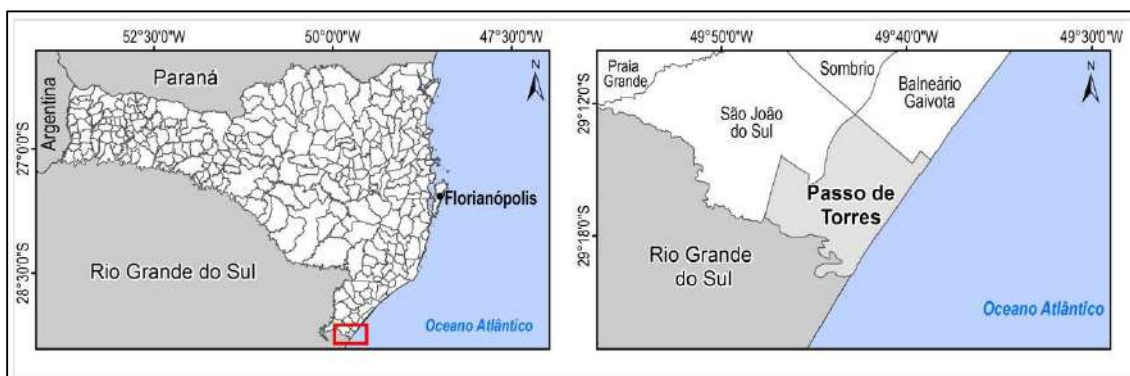 52°30'0"W
50°0'0"W
47°30'0"W
27°0'0"S
28°30'0"S
Argentina
Paraná
N
Florianópolis
Rio Grande do Sul
Oceano Atlântico
49°50'0"W
49°40'0"W
49°30'0"W
29°12'0"S
29°18'0"S
Praia
Grande
Sombrio
Balneário
Gaivota
N
São João
do Sul
Passo de
Torres
Rio Grande
do Sul
Oceano Atlântico